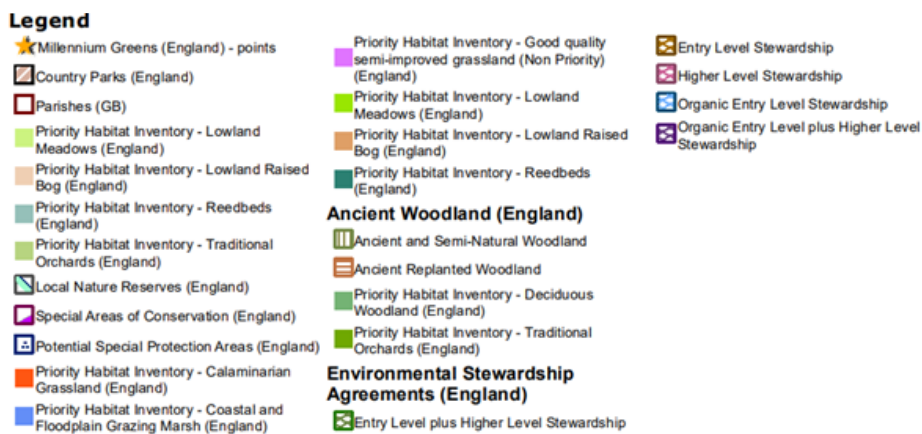 Legend
Millennium Greens (England) - points
Country Parks (England)
Parishes (GB)
Priority Habitat Inventory - Lowland
Meadows (England)
Priority Habitat Inventory - Lowland Raised
Bog (England)
Priority Habitat Inventory - Reedbeds
(England)
Priority Habitat Inventory - Traditional
Orchards (England)
Local Nature Reserves (England)
Special Areas of Conservation (England)
Potential Special Protection Areas (England)
Priority Habitat Inventory - Calaminarian
Grassland (England)
Priority Habitat Inventory - Coastal and
Floodplain Grazing Marsh (England)
Priority Habitat Inventory - Good quality
semi-improved grassland (Non Priority)
(England)
Priority Habitat Inventory - Lowland
Meadows (England)
Priority Habitat Inventory - Lowland Raised
Bog (England)
Priority Habitat Inventory - Reedbeds
(England)
Ancient Woodland (England)
Ancient and Semi-Natural Woodland
Ancient Replanted Woodland
Priority Habitat Inventory - Deciduous
Woodland (England)
Priority Habitat Inventory - Traditional
Orchards (England)
Environmental Stewardship
Agreements (England)
Entry Level plus Higher Level Stewardship
Entry Level Stewardship
Higher Level Stewardship
Organic Entry Level Stewardship
Organic Entry Level plus Higher Level
Stewardship